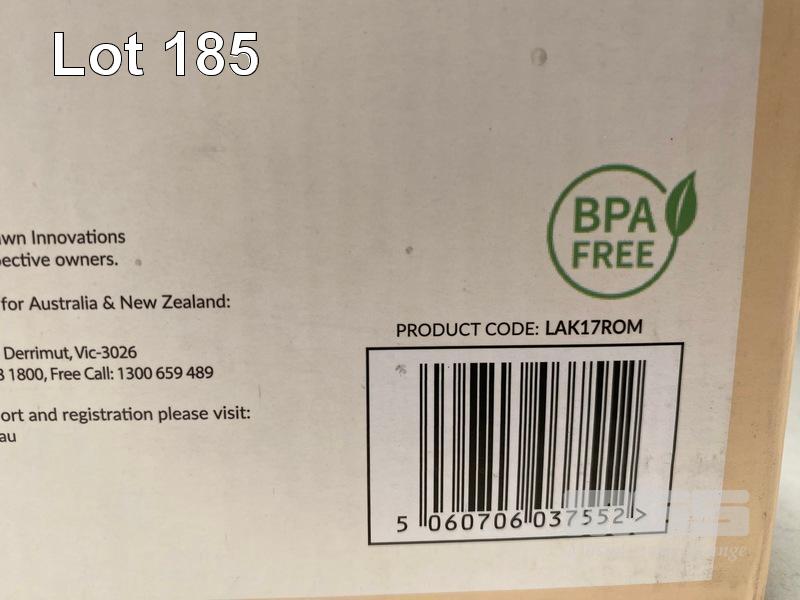 Lot 185
wn Innovations
ective owners.
for Australia & New Zealand:
Derrimut, Vic-3026
1800, Free Call: 1300 659 489
ort and registration please visit:
au
BPA
FREE
PRODUCT CODE: LAK17ROM
5 060706 037552 >